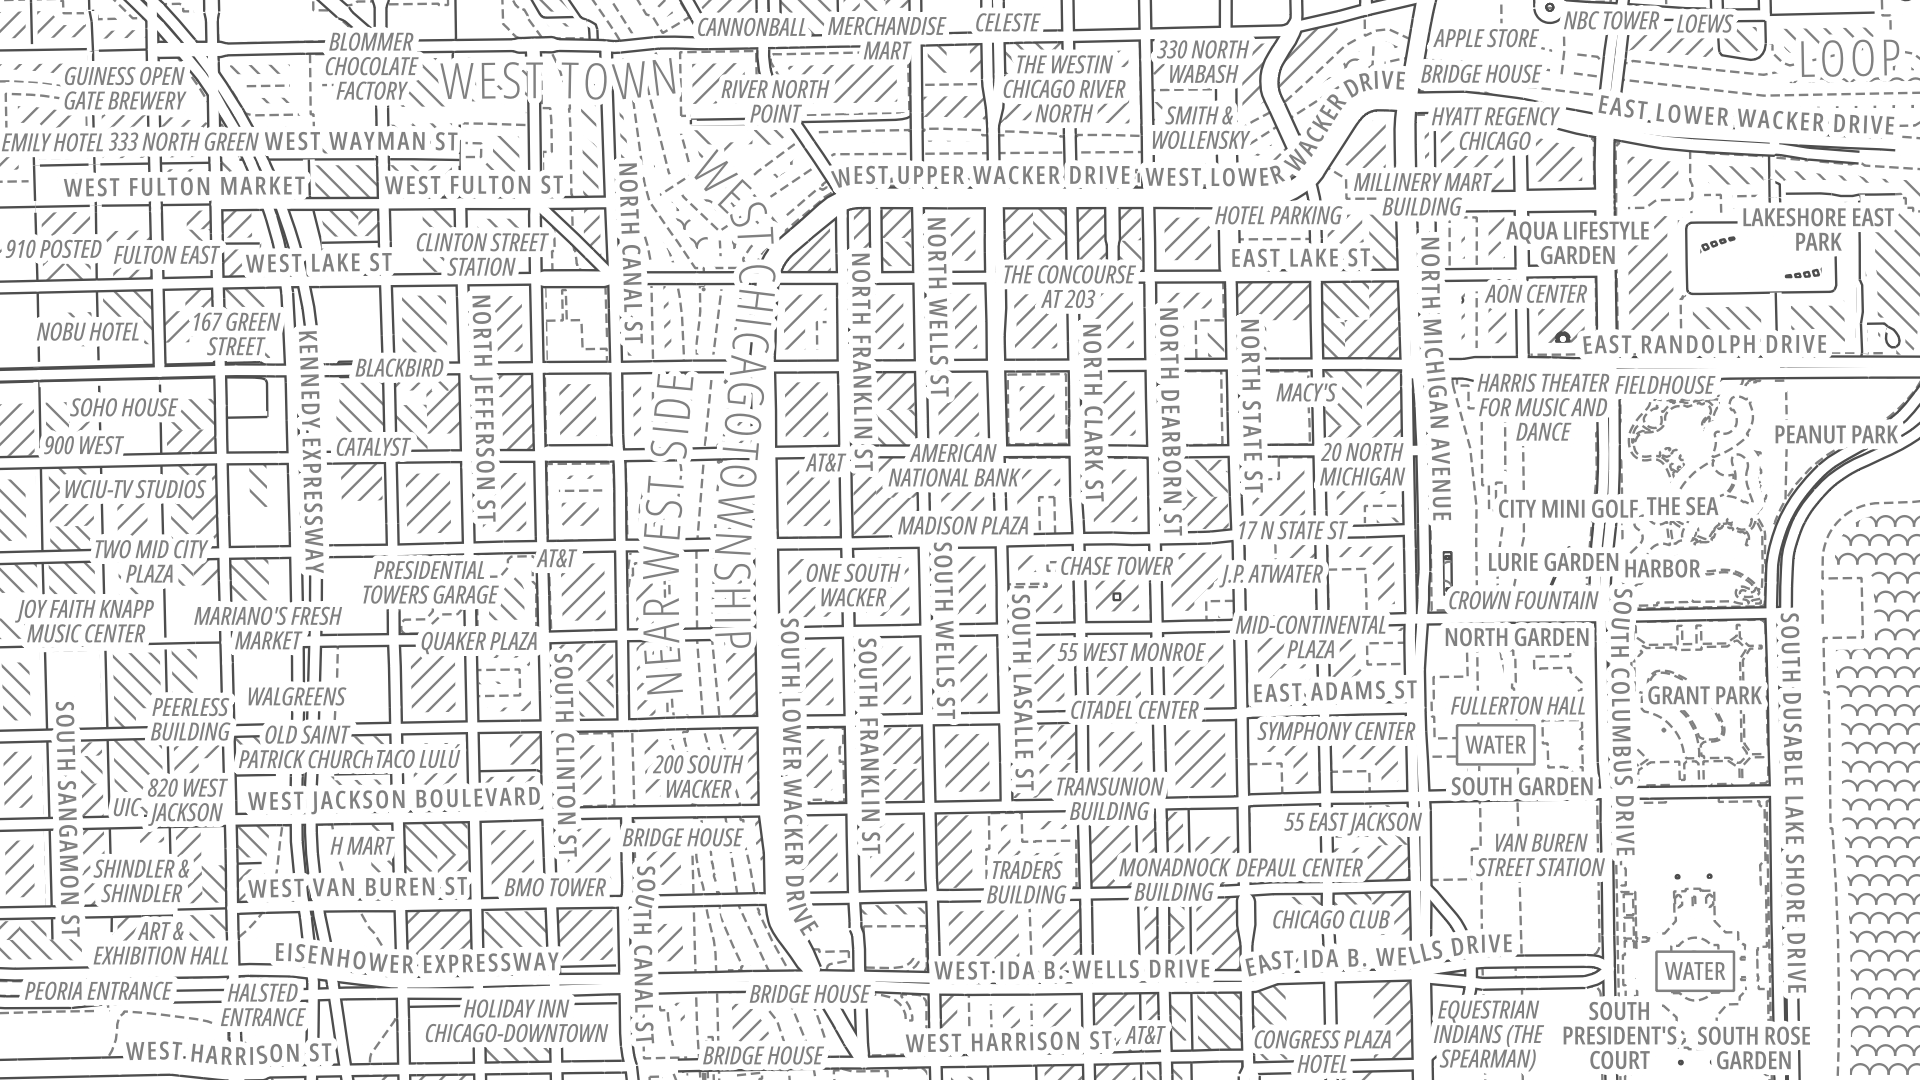 CANNONBALL
MERCHANDISE
MART
CELESTE
NBC TOWER
LOEWS
BLOMMER
CHOCOLATE
FACTORY
330 NORTH
WABASH
APPLE STORE
LOOP
GUINESS OPEN
GATE BREWERY
WEST TOWN
RIVER NORTH
POINT
THE WESTIN
CHICAGO RIVER
NORTH
BRIDGE HOUSE
SMITH &
WOLLENSKY
WACKER DRIVE
HYATT REGENCY
CHICAGO
EAST LOWER WACKER DRIVE
EMILY HOTEL
333 NORTH GREEN
WEST WAYMAN ST
WEST FULTON MARKET
WEST FULTON ST
WEST UPPER WACKER DRIVE
WEST LOWER
MILLINERY MART
BUILDING
HOTEL PARKING
LAKESHORE EAST
PARK
AQUA LIFESTYLE
GARDEN
910 POSTED
FULTON EAST
WEST LAKE ST
CLINTON STREET
STATION
NORTH CANAL ST
WEST CHICAGO TOWNSHIP
EAST LAKE ST
THE CONCOURSE
AT 203
AON CENTER
NOBU HOTEL
167 GREEN
STREET
KENNEDY EXPRESSWAY
NORTH JEFFERSON ST
NORTH FRANKLIN ST
NORTH WELLS ST
NORTH CLARK ST
NORTH DEARBORN ST
NORTH STATE ST
NORTH MICHIGAN AVENUE
EAST RANDOLPH DRIVE
BLACKBIRD
MACY'S
HARRIS THEATER
FOR MUSIC AND
DANCE
FIELDHOUSE
SOHO HOUSE
900 WEST
CATALYST
NEAR WEST SIDE
AT&T
AMERICAN
NATIONAL BANK
20 NORTH
MICHIGAN
PEANUT PARK
WCIU-TV STUDIOS
MADISON PLAZA
17 N STATE ST
CITY MINI GOLF
THE SEA
TWO MID CITY
PLAZA
PRESIDENTIAL
TOWERS GARAGE
AT&T
ONE SOUTH
WACKER
CHASE TOWER
J.P. ATWATER
LURIE GARDEN
HARBOR
CROWN FOUNTAIN
JOY FAITH KNAPP
MUSIC CENTER
MARIANO'S FRESH
MARKET
QUAKER PLAZA
SOUTH WELLS ST
SOUTH LASALLE ST
55 WEST MONROE
MID-CONTINENTAL
PLAZA
NORTH GARDEN
SOUTH COLUMBUS DRIVE
SOUTH DUSABLE LAKE SHORE DRIVE
GRANT PARK
WALGREENS
PEERLESS
BUILDING
SOUTH SANGAMON ST
SOUTH CLINTON ST
SOUTH LOWER WACKER DRIVE
SOUTH FRANKLIN ST
EAST ADAMS ST
CITADEL CENTER
FULLERTON HALL
OLD SAINT
PATRICK CHURCH
TACO LULU
SYMPHONY CENTER
WATER
200 SOUTH
WACKER
820 WEST
JACKSON
UIC
WEST JACKSON BOULEVARD
TRANSUNION
BUILDING
SOUTH GARDEN
H MART
BRIDGE HOUSE
55 EAST JACKSON
VAN BUREN
STREET STATION
SHINDLER &
SHINDLER
WEST VAN BUREN ST
BMO TOWER
SOUTH CANAL ST
TRADERS
BUILDING
MONADNOCK
BUILDING
DEPAUL CENTER
CHICAGO CLUB
ART &
EXHIBITION HALL
EISENHOWER EXPRESSWAY
WEST IDA B. WELLS DRIVE
EAST IDA B. WELLS DRIVE
WATER
PEORIA ENTRANCE
HALSTED
ENTRANCE
HOLIDAY INN
CHICAGO-DOWNTOWN
BRIDGE HOUSE
WEST HARRISON ST
BRIDGE HOUSE
WEST HARRISON ST
AT&T
CONGRESS PLAZA
HOTEL
EQUESTRIAN
INDIANS (THE
SPEARMAN)
SOUTH
PRESIDENT'S
COURT
SOUTH ROSE
GARDEN